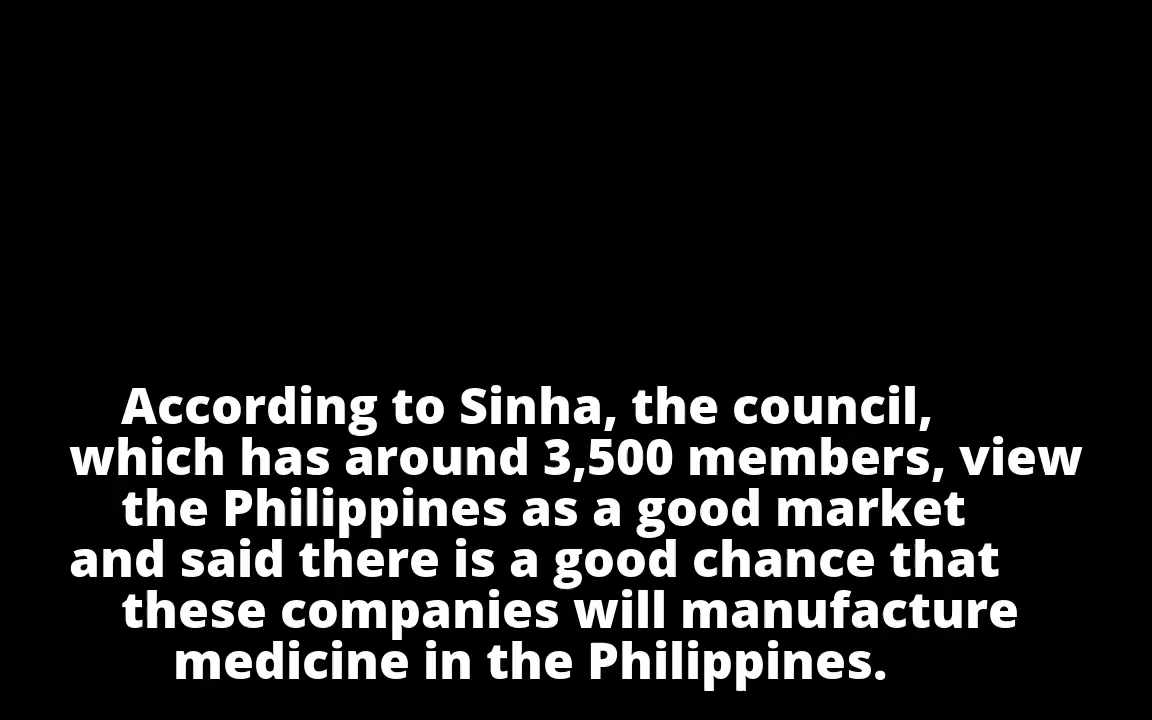 According to Sinha, the council,
which has around 3,500 members, view
the Philippines as a good market
and said there is a good chance that
these companies will manufacture
medicine in the Philippines.